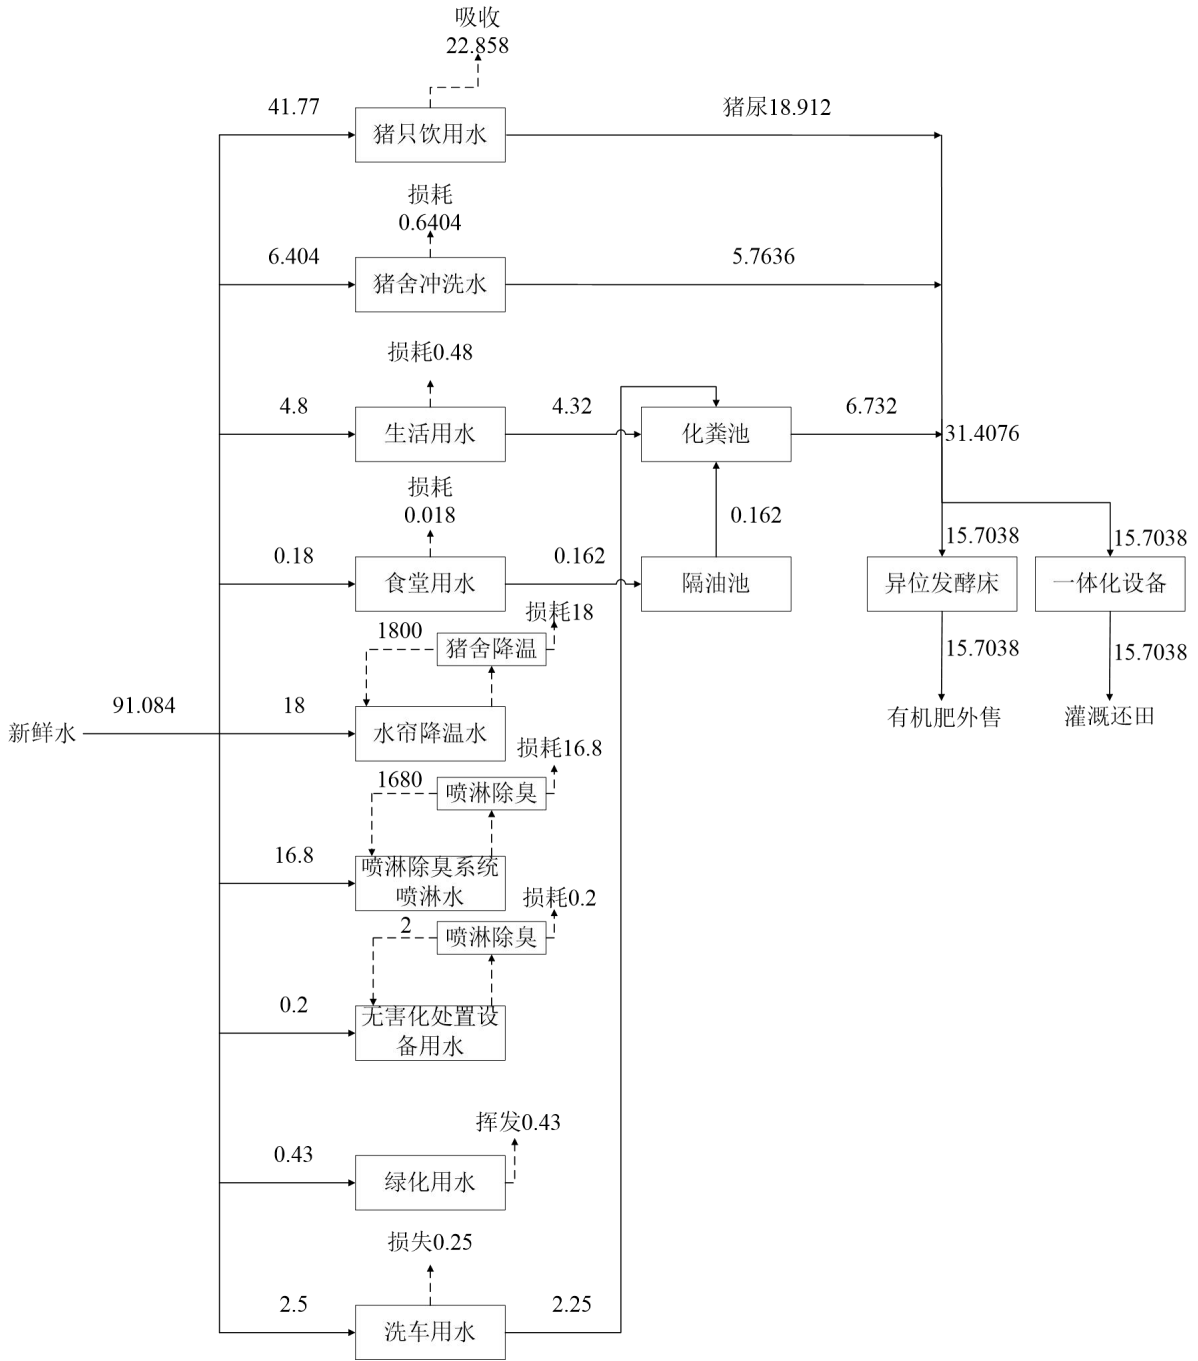 吸收
22.858
41.77
猪只饮用水
猪尿18.912
损耗
0.6404
6.404
猪舍冲洗水
5.7636
损耗0.48
4.8
生活用水
4.32
化粪池
6.732
31.4076
损耗
0.018
0.18
食堂用水
0.162
隔油池
0.162
15.7038
15.7038
异位发酵床
一体化设备
15.7038
15.7038
有机肥外售
灌溉还田
损耗18
1800
猪舍降温
新鲜水
91.084
18
水帘降温水
损耗16.8
1680
喷淋除臭
16.8
喷淋除臭系统
喷淋水
损耗0.2
2
喷淋除臭
0.2
无害化处置设
备用水
挥发0.43
0.43
绿化用水
损失0.25
2.5
洗车用水
2.25